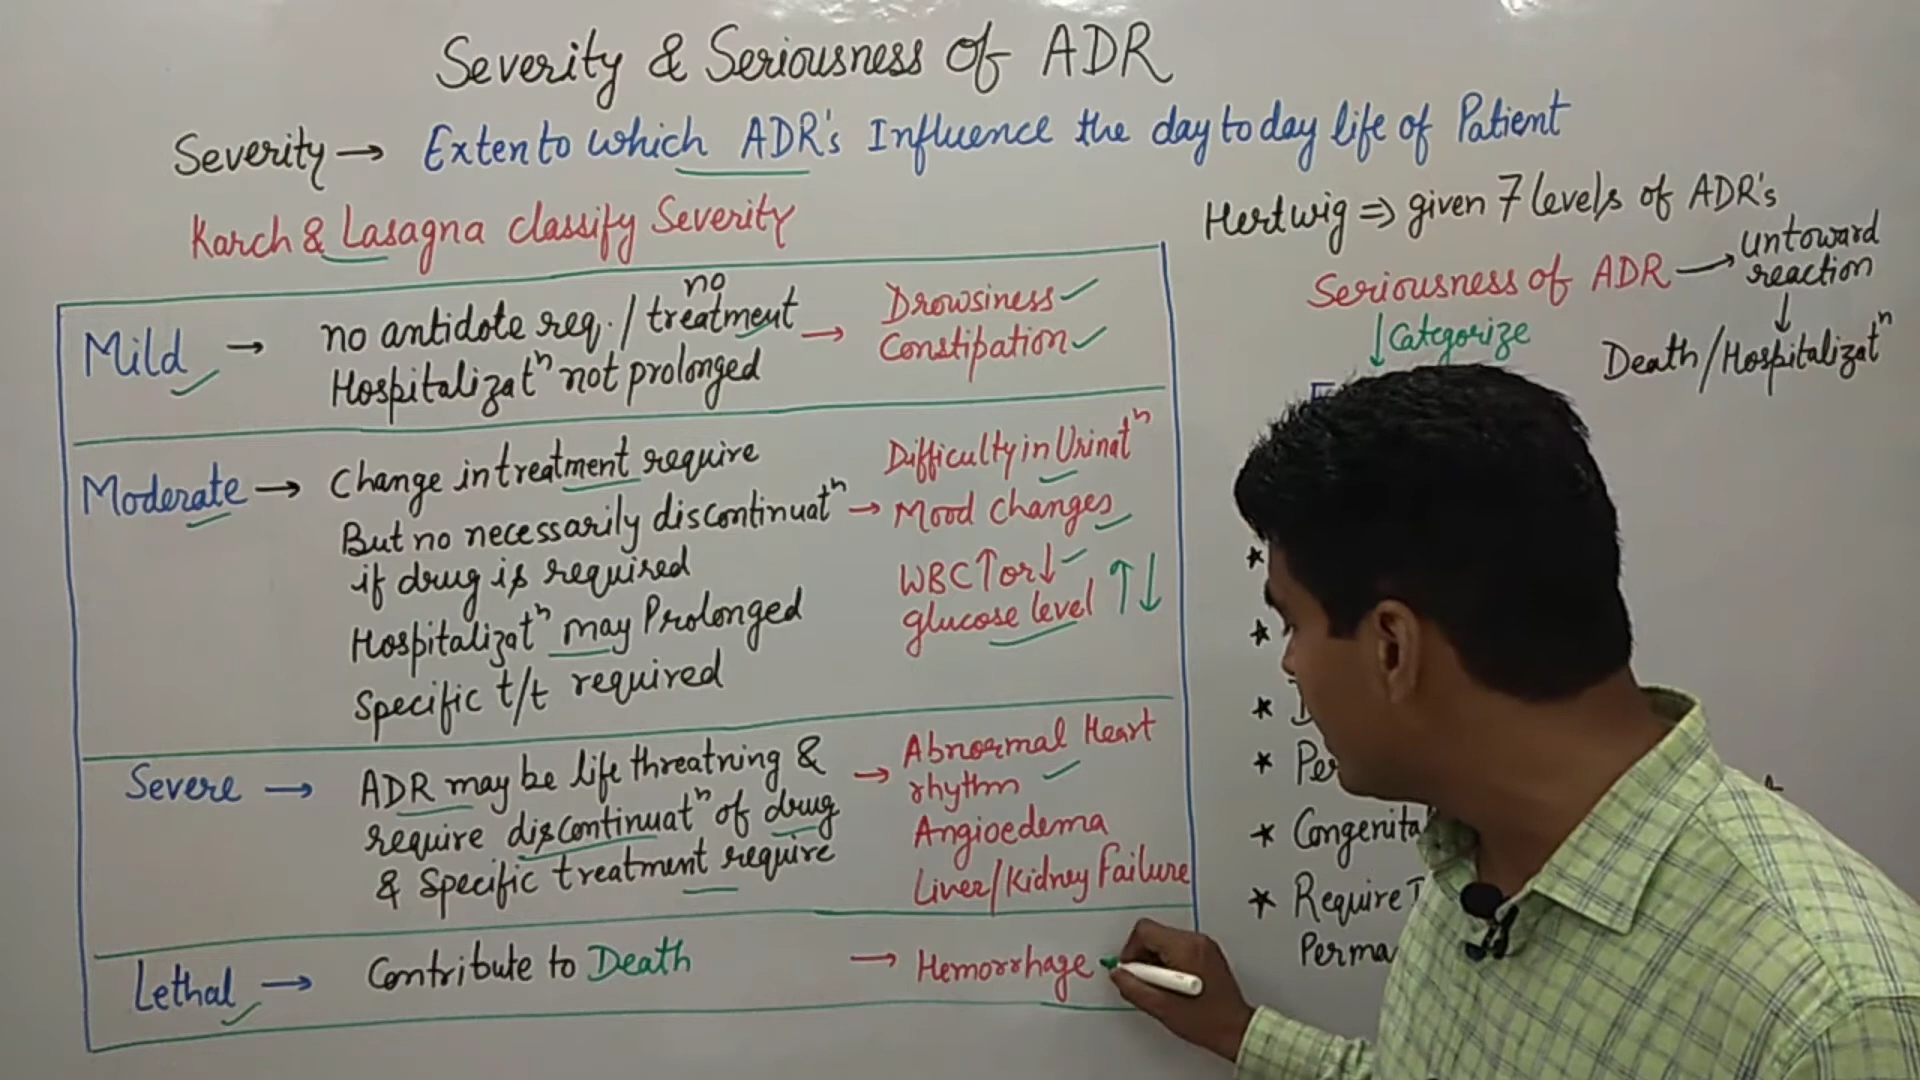 Severity & Seriousness of ADR
Severity → Extento which ADR's Influence the day to day life of Patient
Karch & Lasagna classify Severity
Mild → no antidote req. / no treatment
Hospitalizatⁿ not prolonged
→ Drowsiness ✓
Constipation ✓
Moderate → Change in treatment require
But no necessarily discontinuatⁿ
if drug is required
Hospitalizatⁿ may Prolonged
Specific t/t required
→ Difficulty in Urinatⁿ
Mood changes
WBC ↑ or ↓
glucose level ↑↓
Severe → ADR may be life threatning &
require discontinuatⁿ of drug
& Specific treatment require
→ Abnormal Heart
rhythm
Angioedema
Liver/Kidney Failure
Lethal → Contribute to Death → Hemorrhage
Hertwig ⇒ given 7 levels of ADR's
Seriousness of ADR → untoward
reaction
↓ Categorize
↓
Death/Hospitalizatⁿ
★
★
★
★
★
★ Require